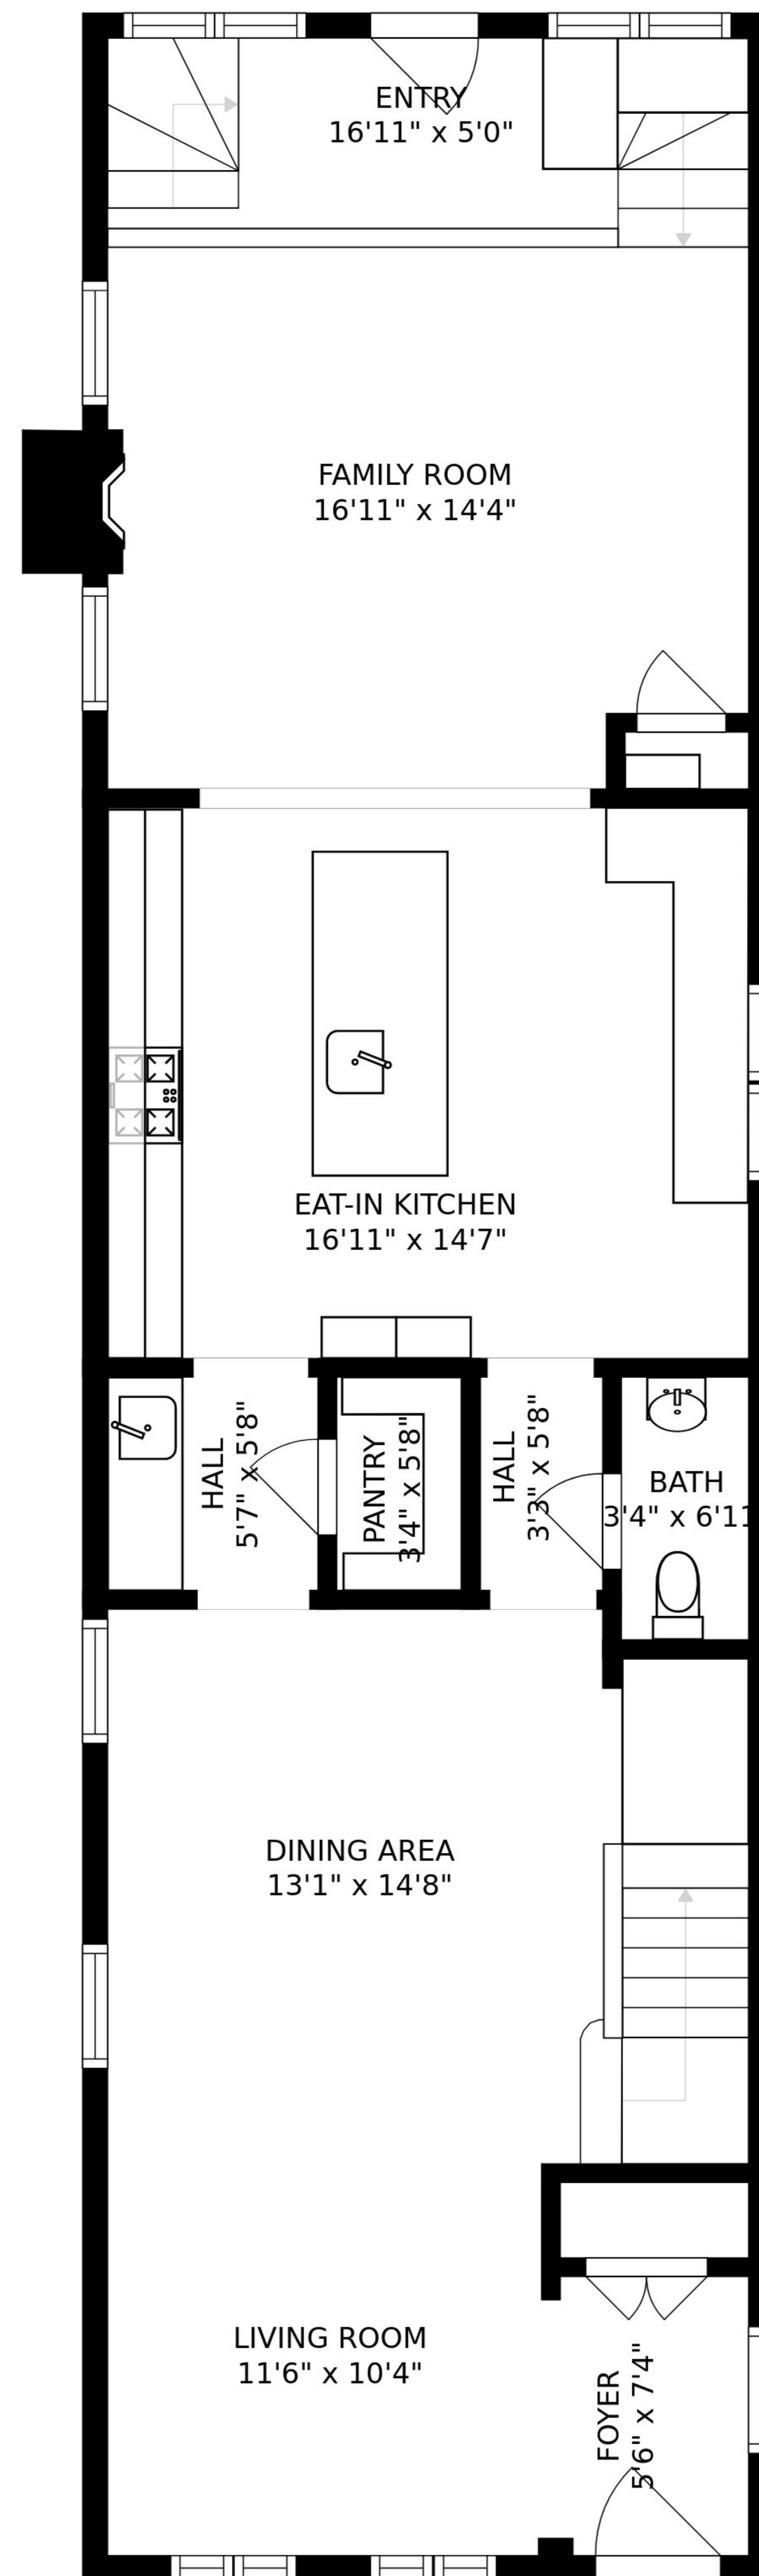 ENTRY
16'11" x 5'0"
FAMILY ROOM
16'11" x 14'4"
EAT-IN KITCHEN
16'11" x 14'7"
HALL
5'7" x 5'8"
PANTRY
3'4" x 5'8"
HALL
3'3" x 5'8"
BATH
3'4" x 6'11
DINING AREA
13'1" x 14'8"
LIVING ROOM
11'6" x 10'4"
FOYER
5'6" x 7'4"